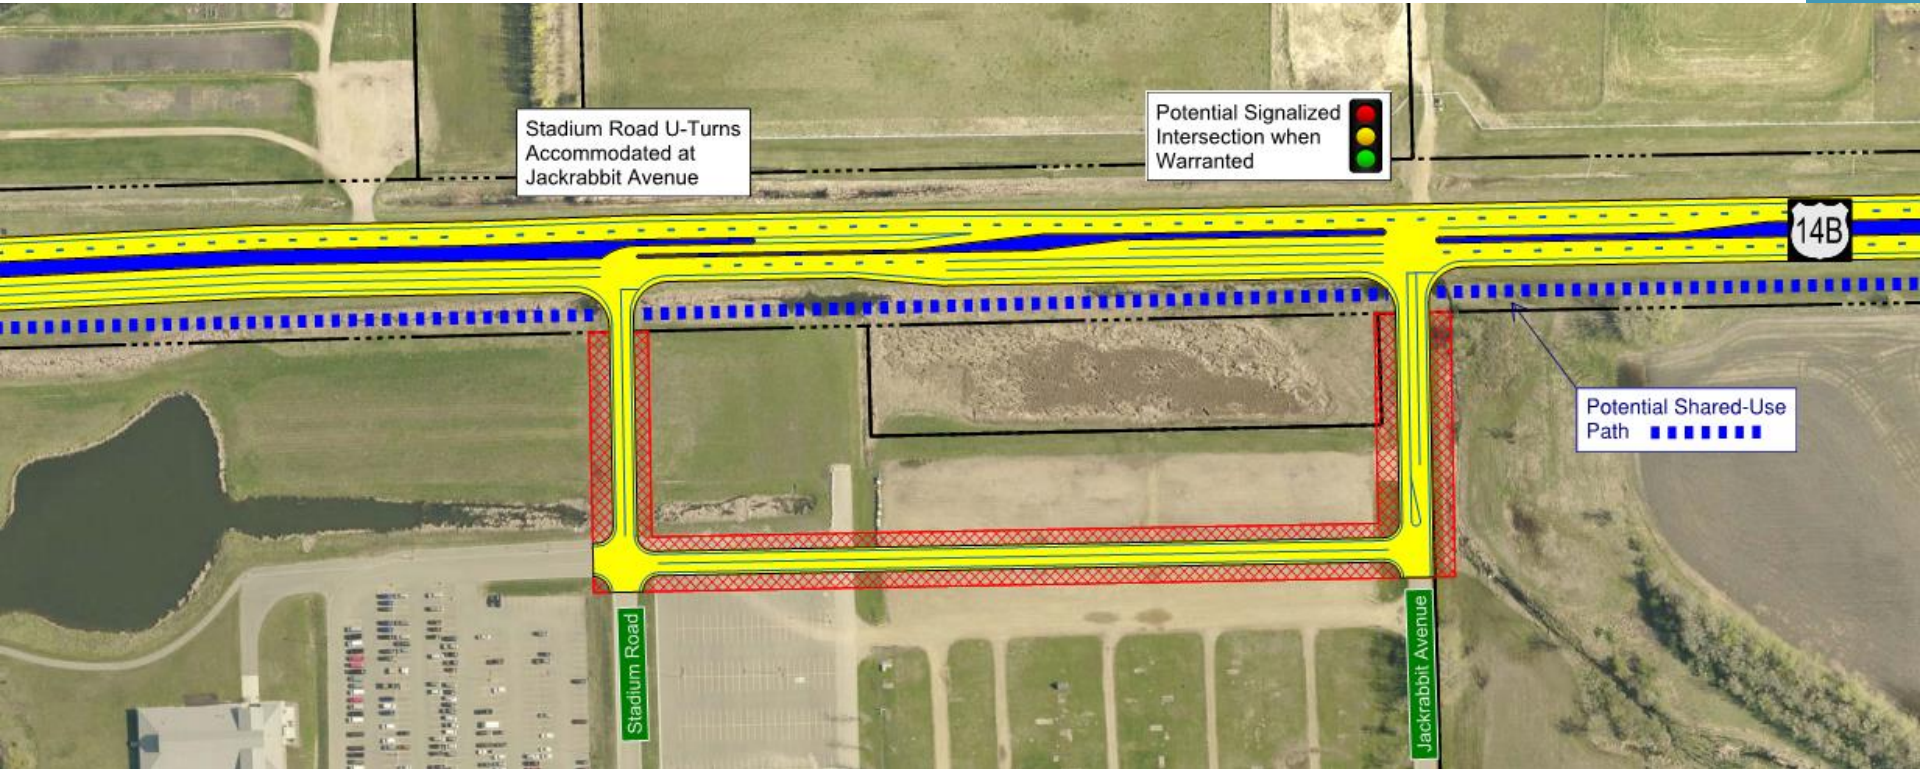 Stadium Road U-Turns
Accommodated at
Jackrabbit Avenue
Potential Signalized
Intersection when
Warranted
14B
Potential Shared-Use
Path
Stadium Road
Jackrabbit Avenue